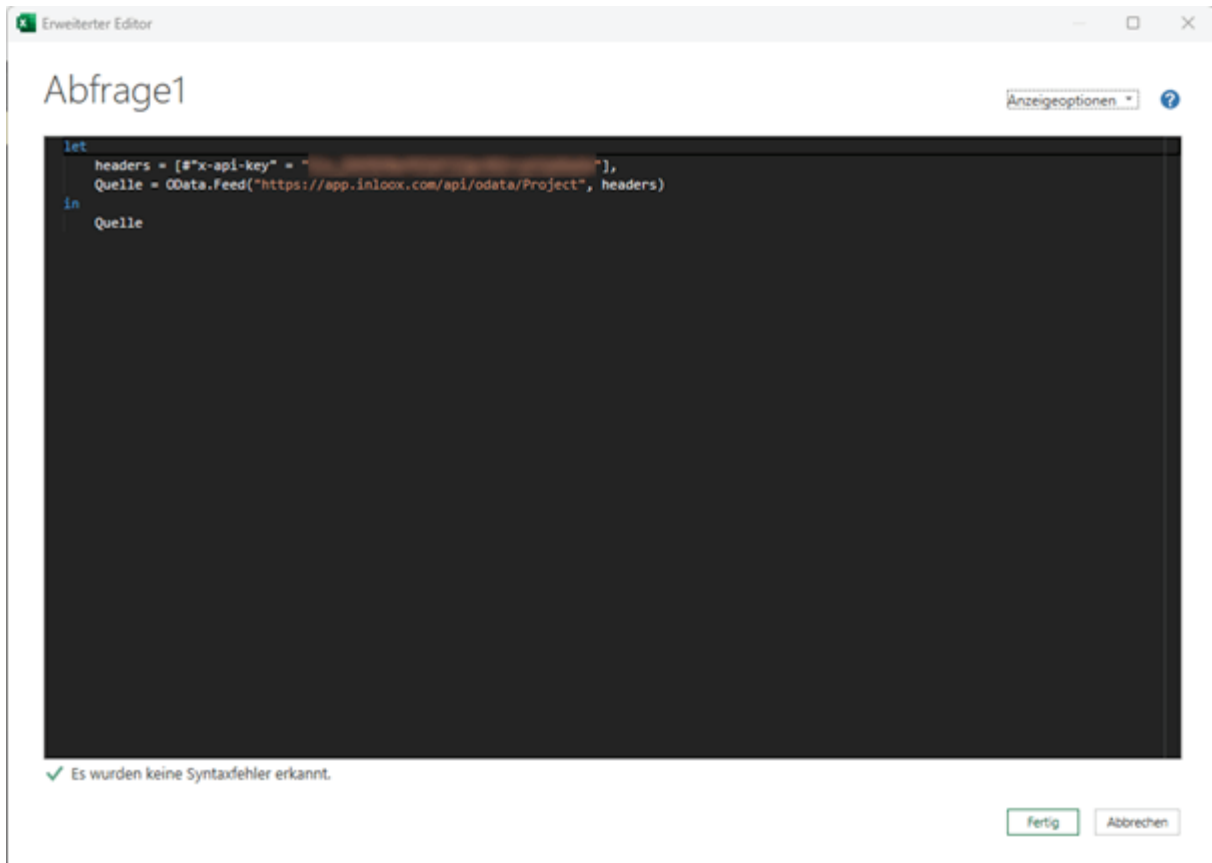 Erweiterter Editor
Abfrage1
Anzeigeoptionen
?
let
headers = [#"x-api-key" = " "],
Quelle = OData.Feed("https://app.inloox.com/api/odata/Project", headers)
in
Quelle
Es wurden keine Syntaxfehler erkannt.
Fertig
Abbrechen